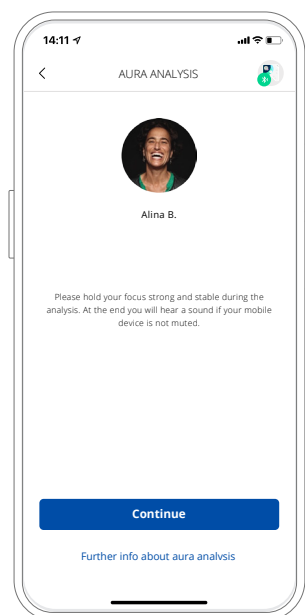 14:11
AURA ANALYSIS
Alina B.
Please hold your focus strong and stable during the
analysis. At the end you will hear a sound if your mobile
device is not muted.
Continue
Further info about aura analysis